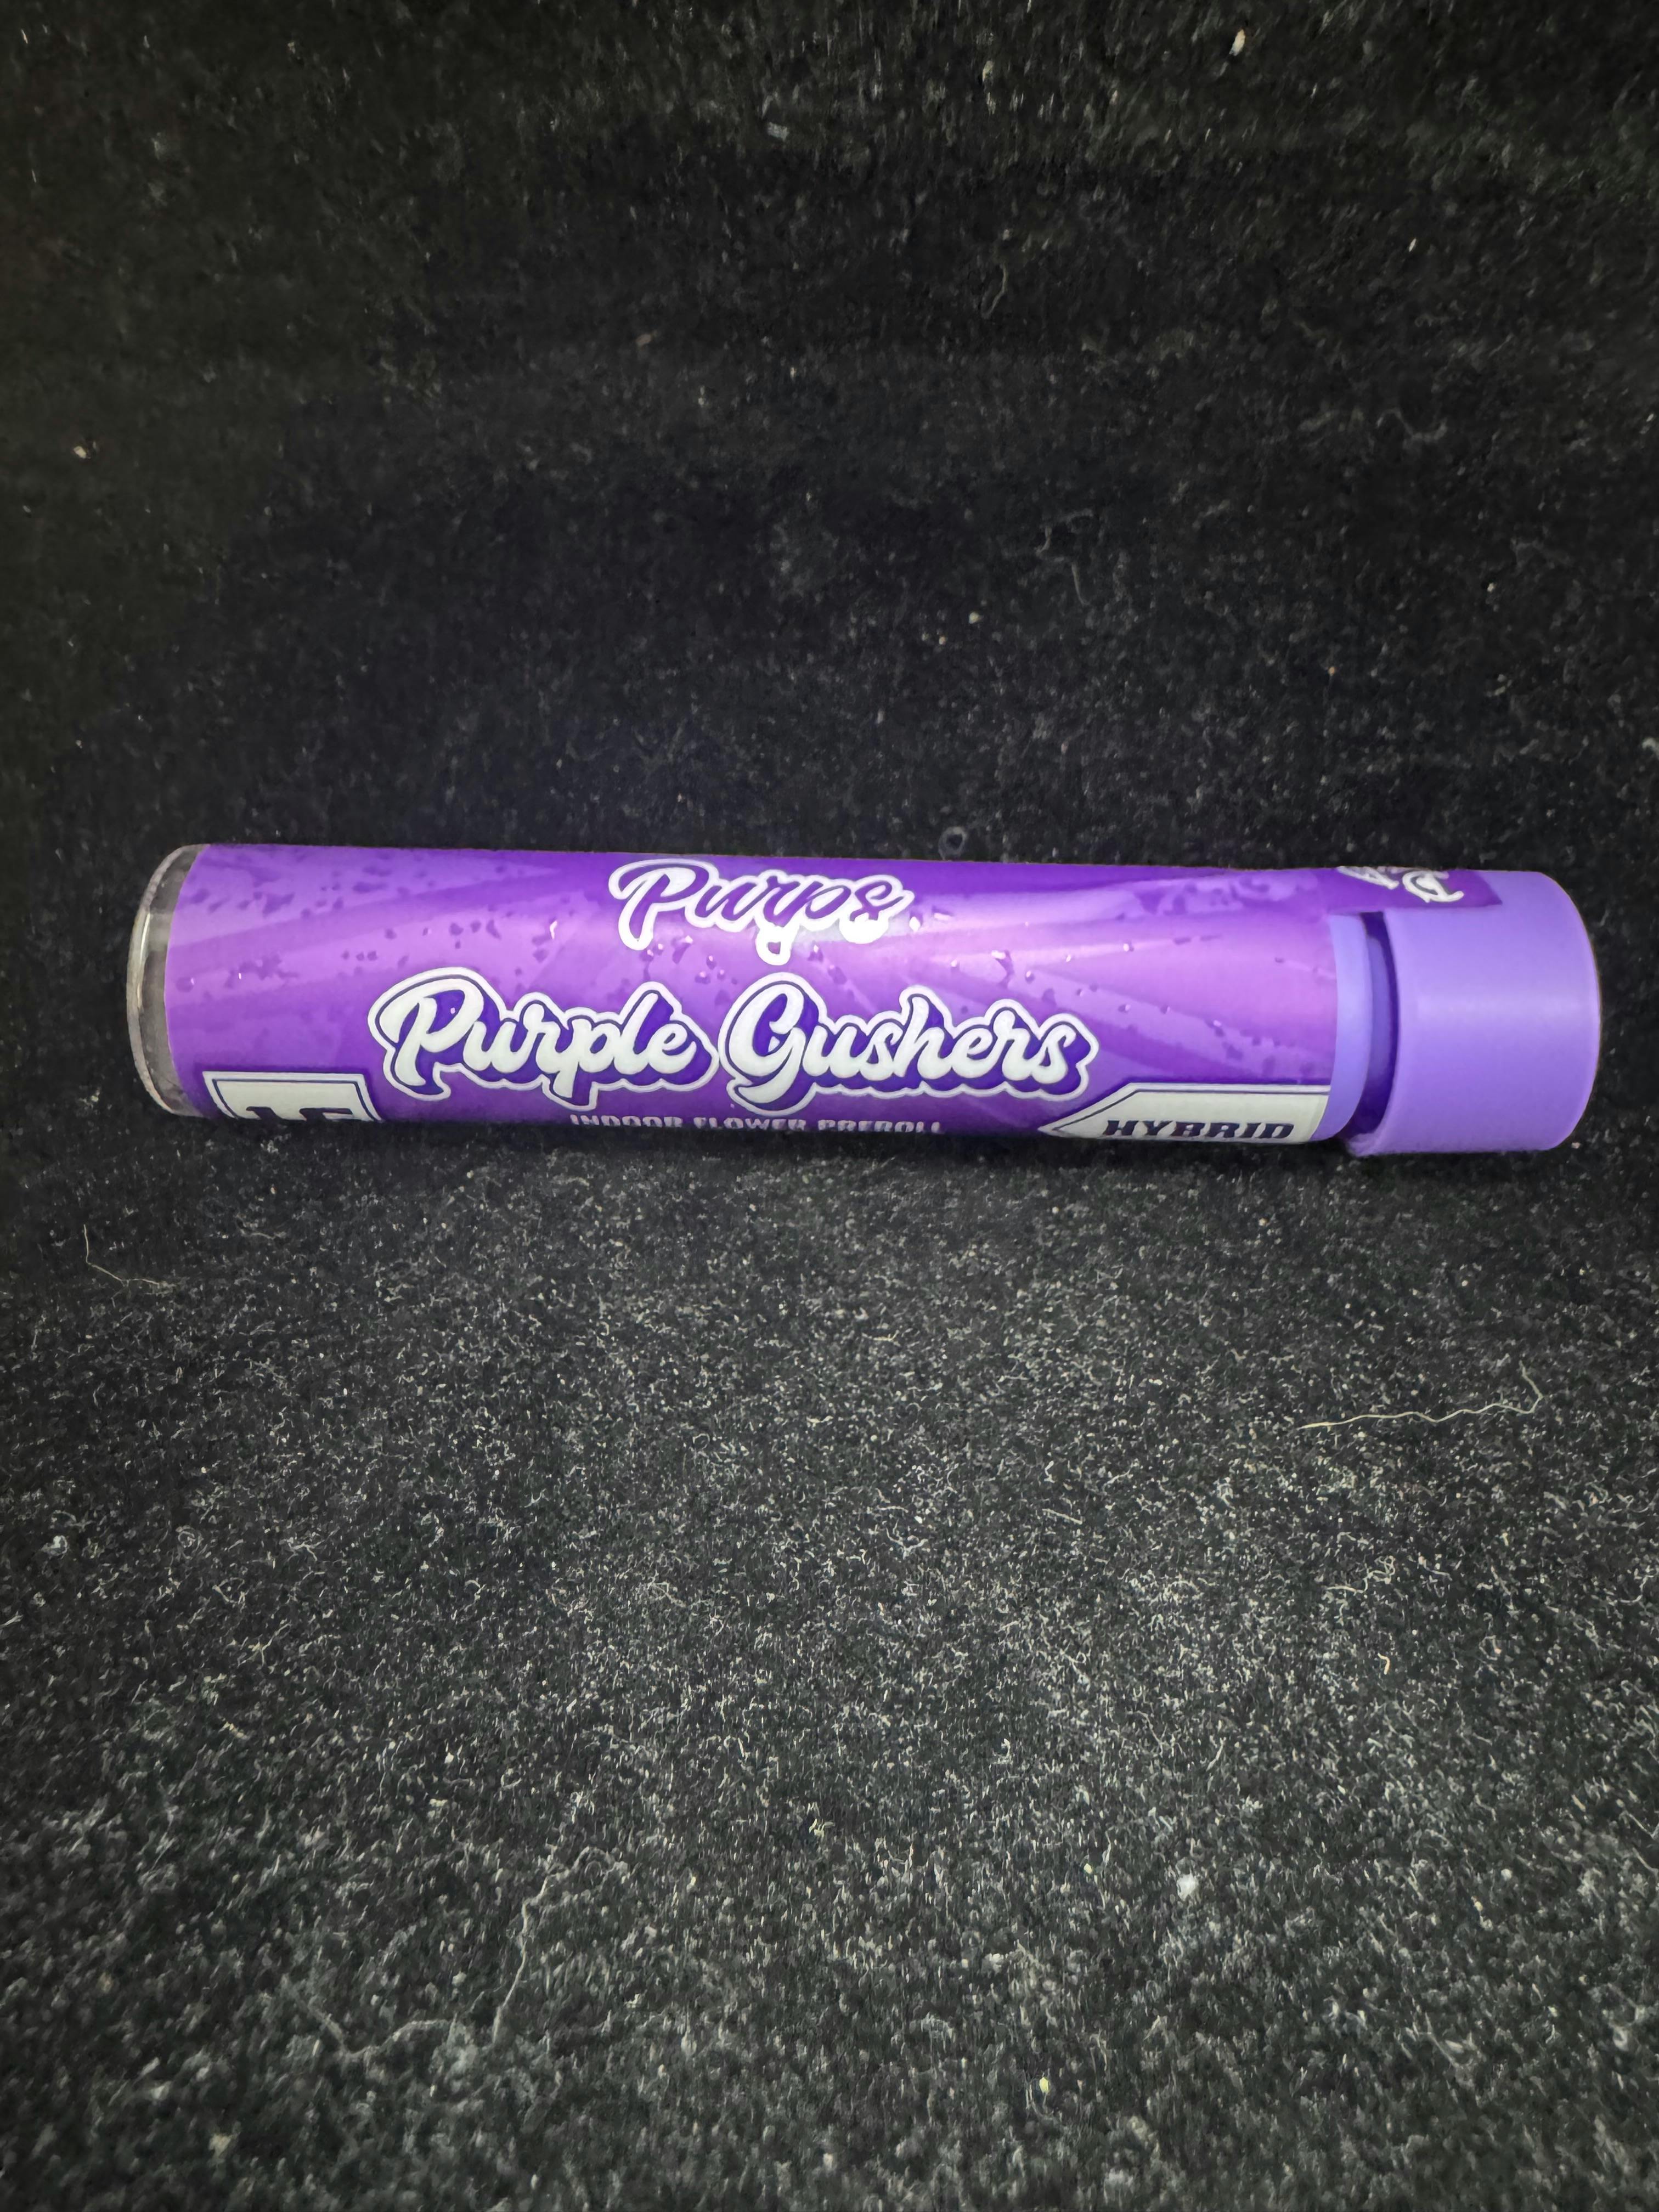 Purps
Purple Gushers
INDOOR FLOWER PREROLL
HYBRID